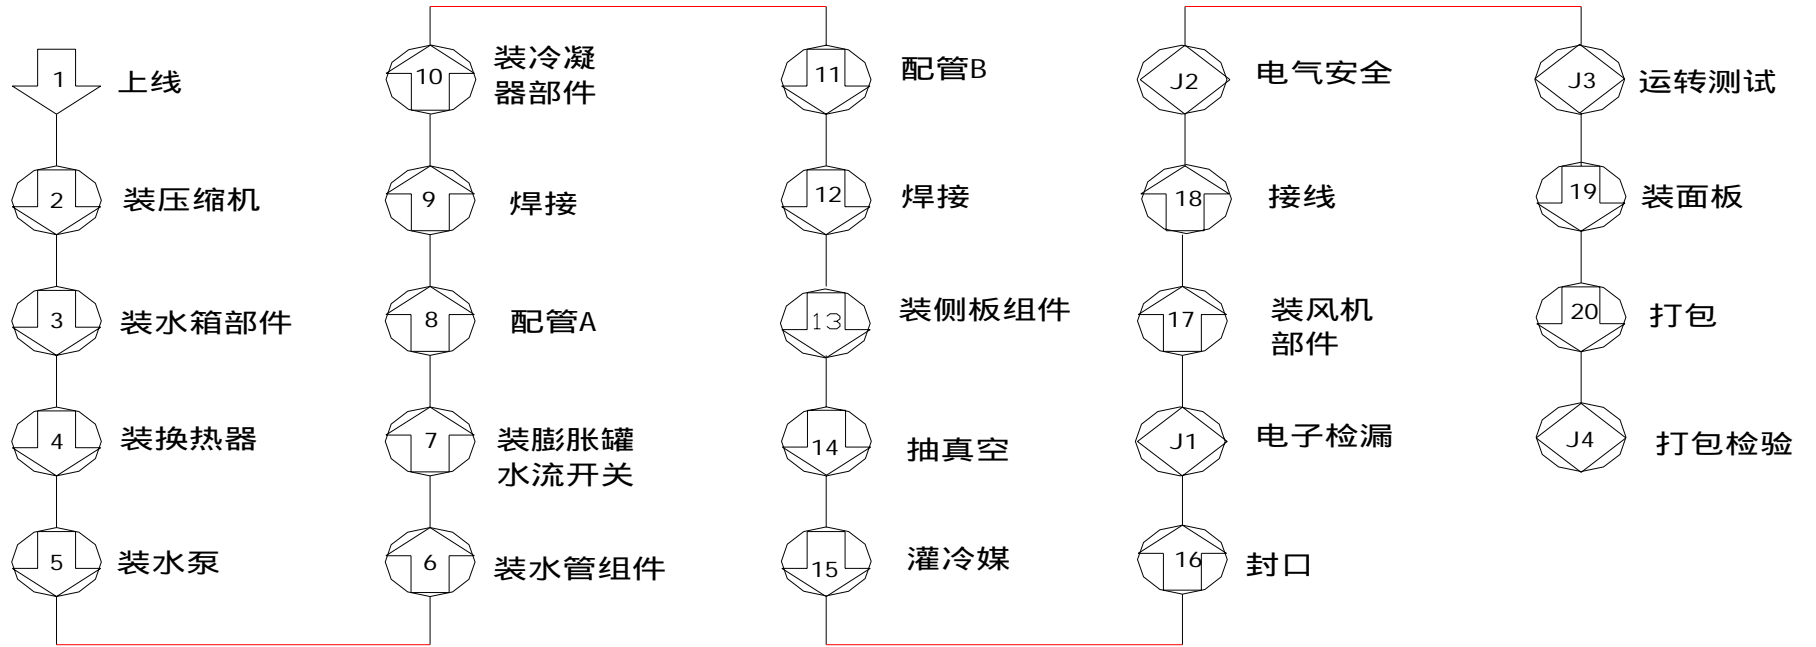 1
上线
2
装压缩机
3
装水箱部件
4
装换热器
5
装水泵
6
装水管组件
7
装膨胀罐
水流开关
8
配管A
9
焊接
10
装冷凝
器部件
11
配管B
12
焊接
13
装侧板组件
14
抽真空
15
灌冷媒
16
封口
J1
电子检漏
17
装风机
部件
18
接线
J2
电气安全
J3
运转测试
19
装面板
20
打包
J4
打包检验